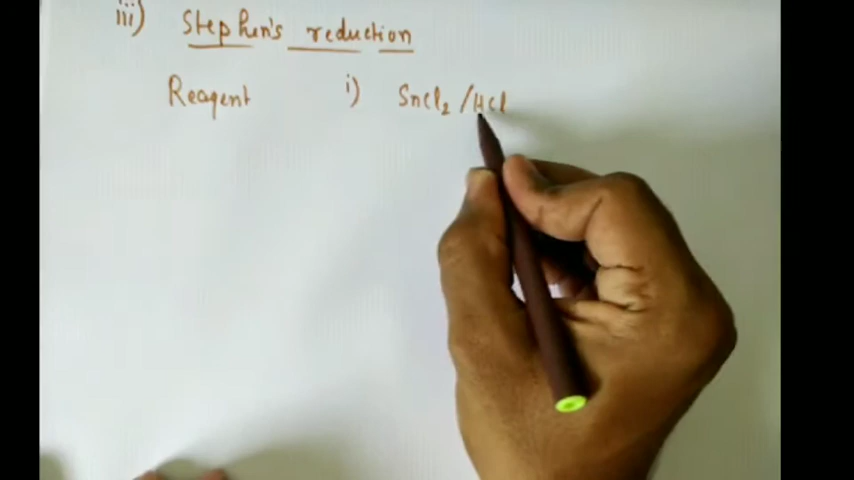 iii) Stephen's reduction
Reagent i) SnCl₂ / HCl